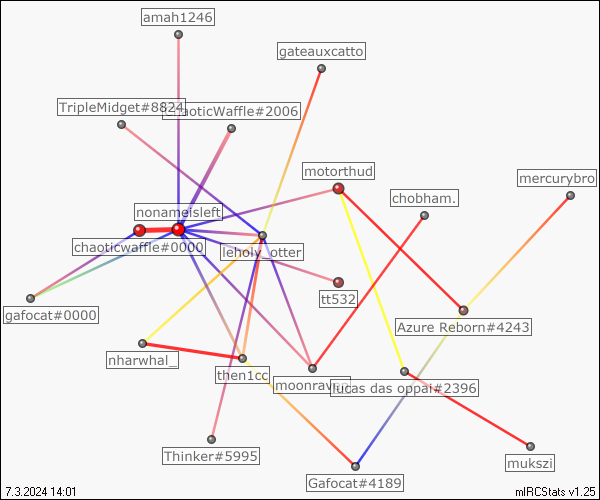 amah1246
gateauxcatto
TripleMidget#8824
chaoticWaffle#2006
motorthud
mercurybro
chobham.
nonameisleft
chaoticwaffle#0000
leholy_otter
tt532
gafocat#0000
Azure Reborn#4243
nharwhal_
then1cc
lucas das oppai#2396
Thinker#5995
mukszi
Gafocat#4189
7.3.2024 14:01
mIRCStats v1.25